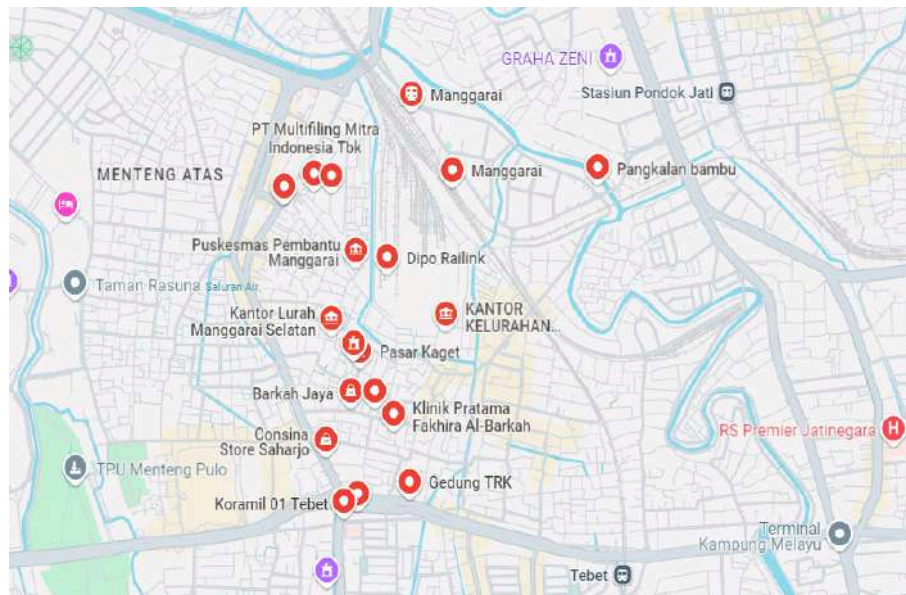 GRAHA ZENI
Stasiun Pondok Jati
Manggarai
PT Multifiling Mitra
Indonesia Tbk
MENTENG ATAS
Manggarai
Pangkalan bambu
Puskesmas Pembantu
Manggarai
Dipo Railink
Taman Rasuna
Saluran Air
Kantor Lurah
Manggarai Selatan
KANTOR
KELURAHAN...
Pasar Kaget
Barkah Jaya
Klinik Pratama
Fakhira Al-Barkah
Consina
Store Saharjo
RS Premier Jatinegara
H
TPU Menteng Pulo
Gedung TRK
Koramil 01 Tebet
Terminal
Kampung Melayu
Tebet